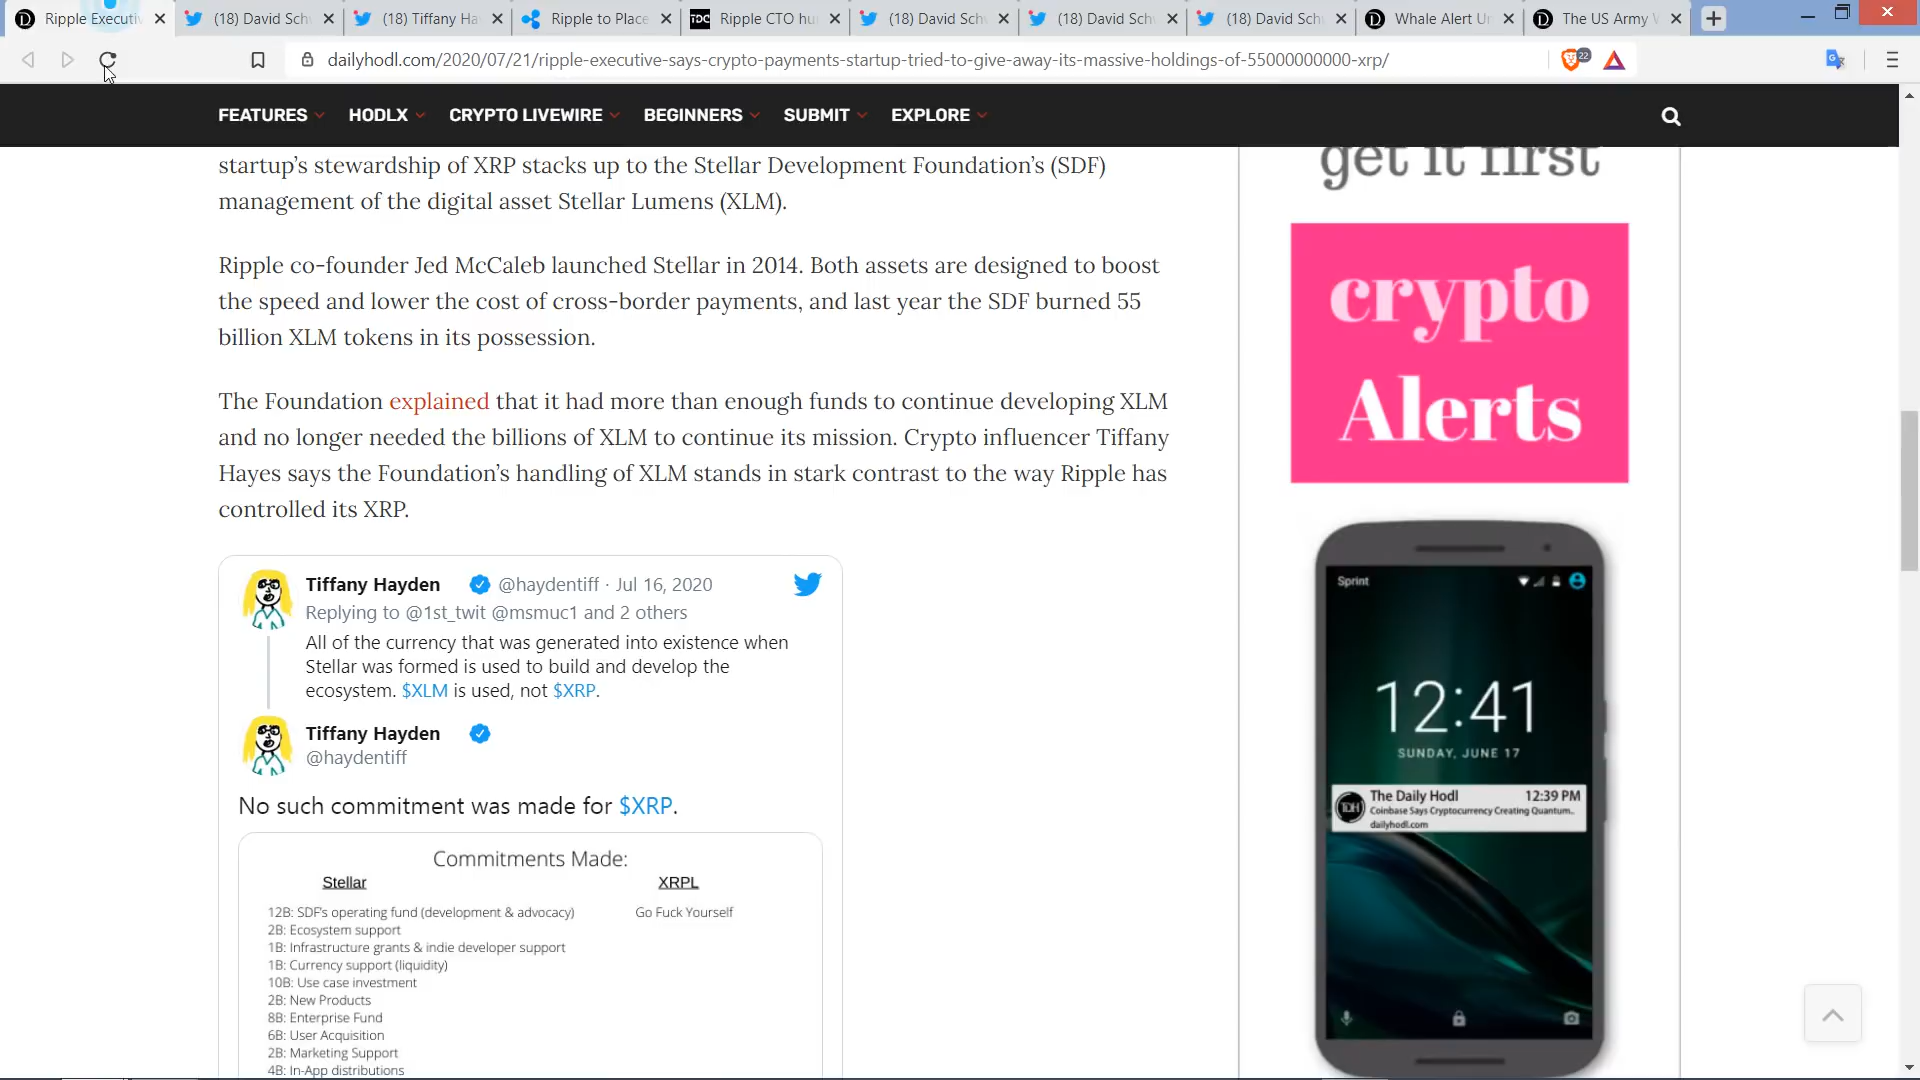 Ripple Executiv
(18) David Sch
(18) Tiffany Ha
Ripple to Place
TDC Ripple CTO hu
(18) David Sch
(18) David Sch
(18) David Sch
Whale Alert U
The US Army
dailyhodl.com/2020/07/21/ripple-executive-says-crypto-payments-startup-tried-to-give-away-its-massive-holdings-of-55000000000-xrp/
22
FEATURES HODLX CRYPTO LIVEWIRE BEGINNERS SUBMIT EXPLORE
startup’s stewardship of XRP stacks up to the Stellar Development Foundation’s (SDF)
management of the digital asset Stellar Lumens (XLM).
Ripple co-founder Jed McCaleb launched Stellar in 2014. Both assets are designed to boost
the speed and lower the cost of cross-border payments, and last year the SDF burned 55
billion XLM tokens in its possession.
The Foundation explained that it had more than enough funds to continue developing XLM
and no longer needed the billions of XLM to continue its mission. Crypto influencer Tiffany
Hayes says the Foundation’s handling of XLM stands in stark contrast to the way Ripple has
controlled its XRP.
Tiffany Hayden @haydentiff · Jul 16, 2020
Replying to @1st_twit @msmuc1 and 2 others
All of the currency that was generated into existence when
Stellar was formed is used to build and develop the
ecosystem. $XLM is used, not $XRP.
Tiffany Hayden
@haydentiff
No such commitment was made for $XRP.
Commitments Made:
Stellar XRPL
12B: SDF's operating fund (development & advocacy) Go Fuck Yourself
2B: Ecosystem support
1B: Infrastructure grants & indie developer support
1B: Currency support (liquidity)
10B: Use case investment
2B: New Products
8B: Enterprise Fund
6B: User Acquisition
2B: Marketing Support
4B: In-App distributions
get it first
crypto
Alerts
Sprint
12:41
SUNDAY, JUNE 17
TDH The Daily Hodl 12:39 PM
Coinbase Says Cryptocurrency Creating Quantum..
dailyhodl.com